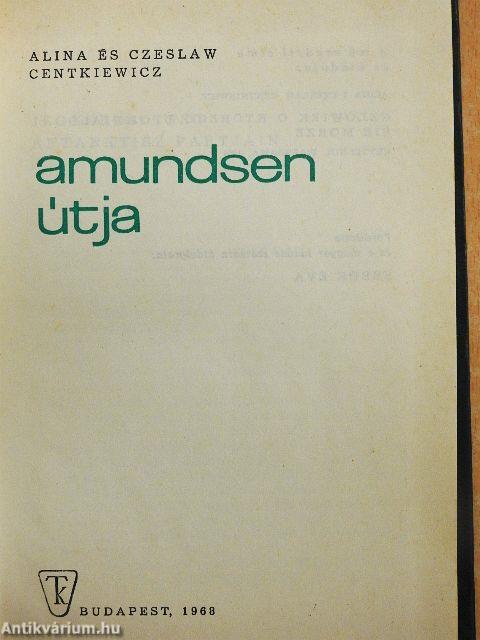 ALINA ÉS CZESLAW
CENTKIEWICZ
amundsen
útja
Tk
BUDAPEST, 1968
Antikvárium.hu